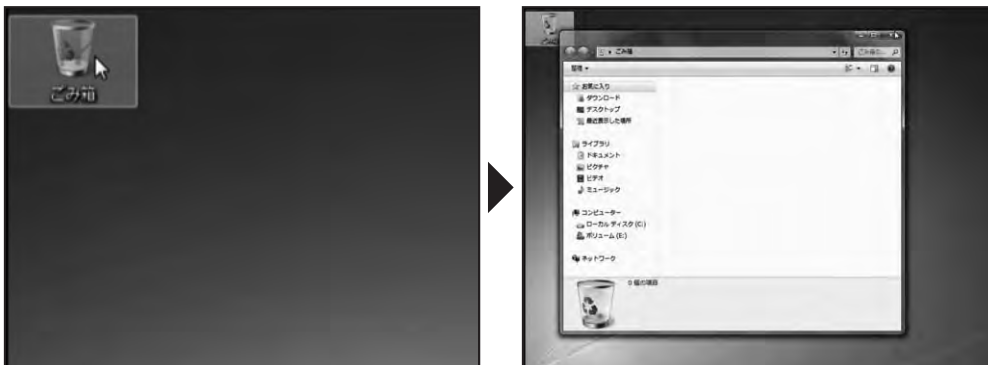 ごみ箱
ごみ箱
整理
お気に入り
ダウンロード
デスクトップ
最近表示した場所
ライブラリ
ドキュメント
ピクチャ
ビデオ
ミュージック
コンピューター
ローカル ディスク (C:)
ボリューム (E:)
ネットワーク
0 個の項目